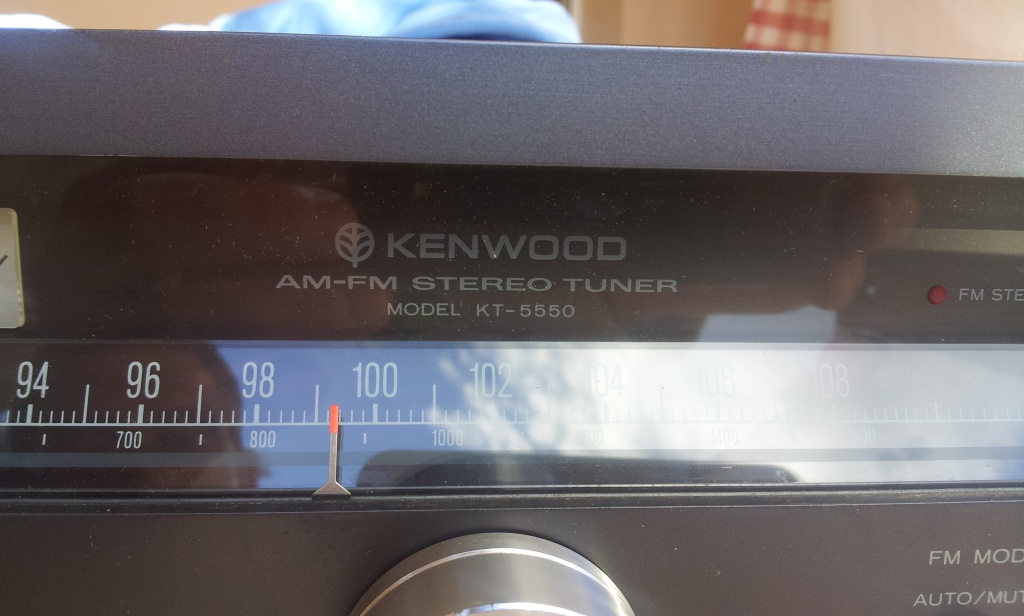 KENWOOD
AM-FM STEREO TUNER
MODEL KT-5550
FM STE
94 96 98 100 102 104 106 108
700 800 1000 1400
FM MOD
AUTO/MUT